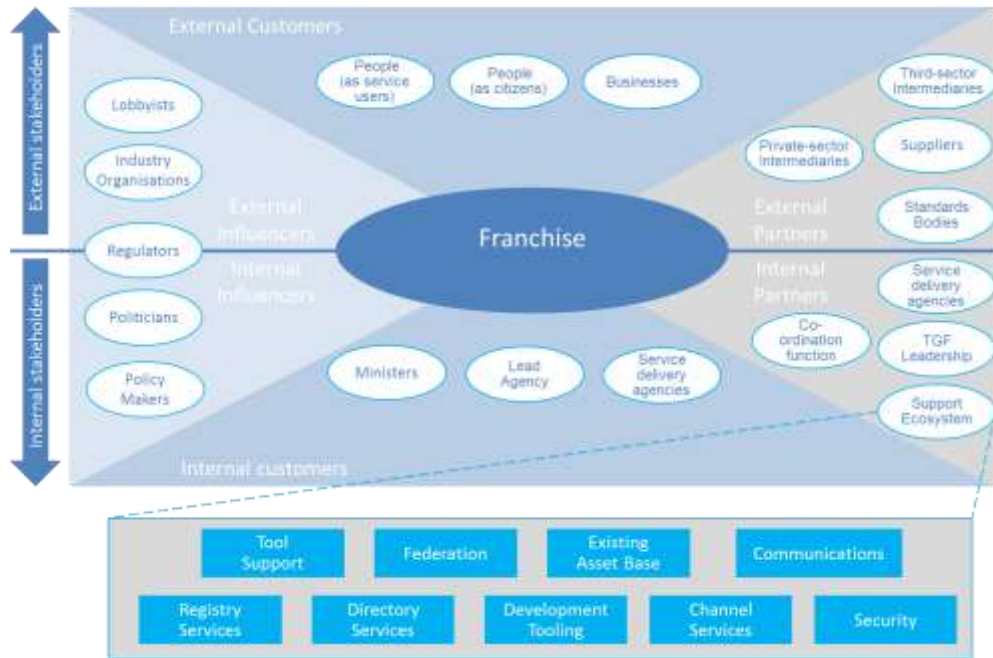 External stakeholders
Internal stakeholders
External Customers
People
(as service
users)
People
(as citizens)
Businesses
Third-sector
Intermediaries
Lobbyists
Private-sector
Intermediaries
Suppliers
Industry
Organisations
External
Influencers
Franchise
External
Partners
Standards
Bodies
Regulators
Internal
Influencers
Internal
Partners
Service
delivery
agencies
Politicians
Co-
ordination
function
TGF
Leadership
Policy
Makers
Ministers
Lead
Agency
Service
delivery
agencies
Support
Ecosystem
Internal customers
Tool
Support
Federation
Existing
Asset Base
Communications
Registry
Services
Directory
Services
Development
Tooling
Channel
Services
Security